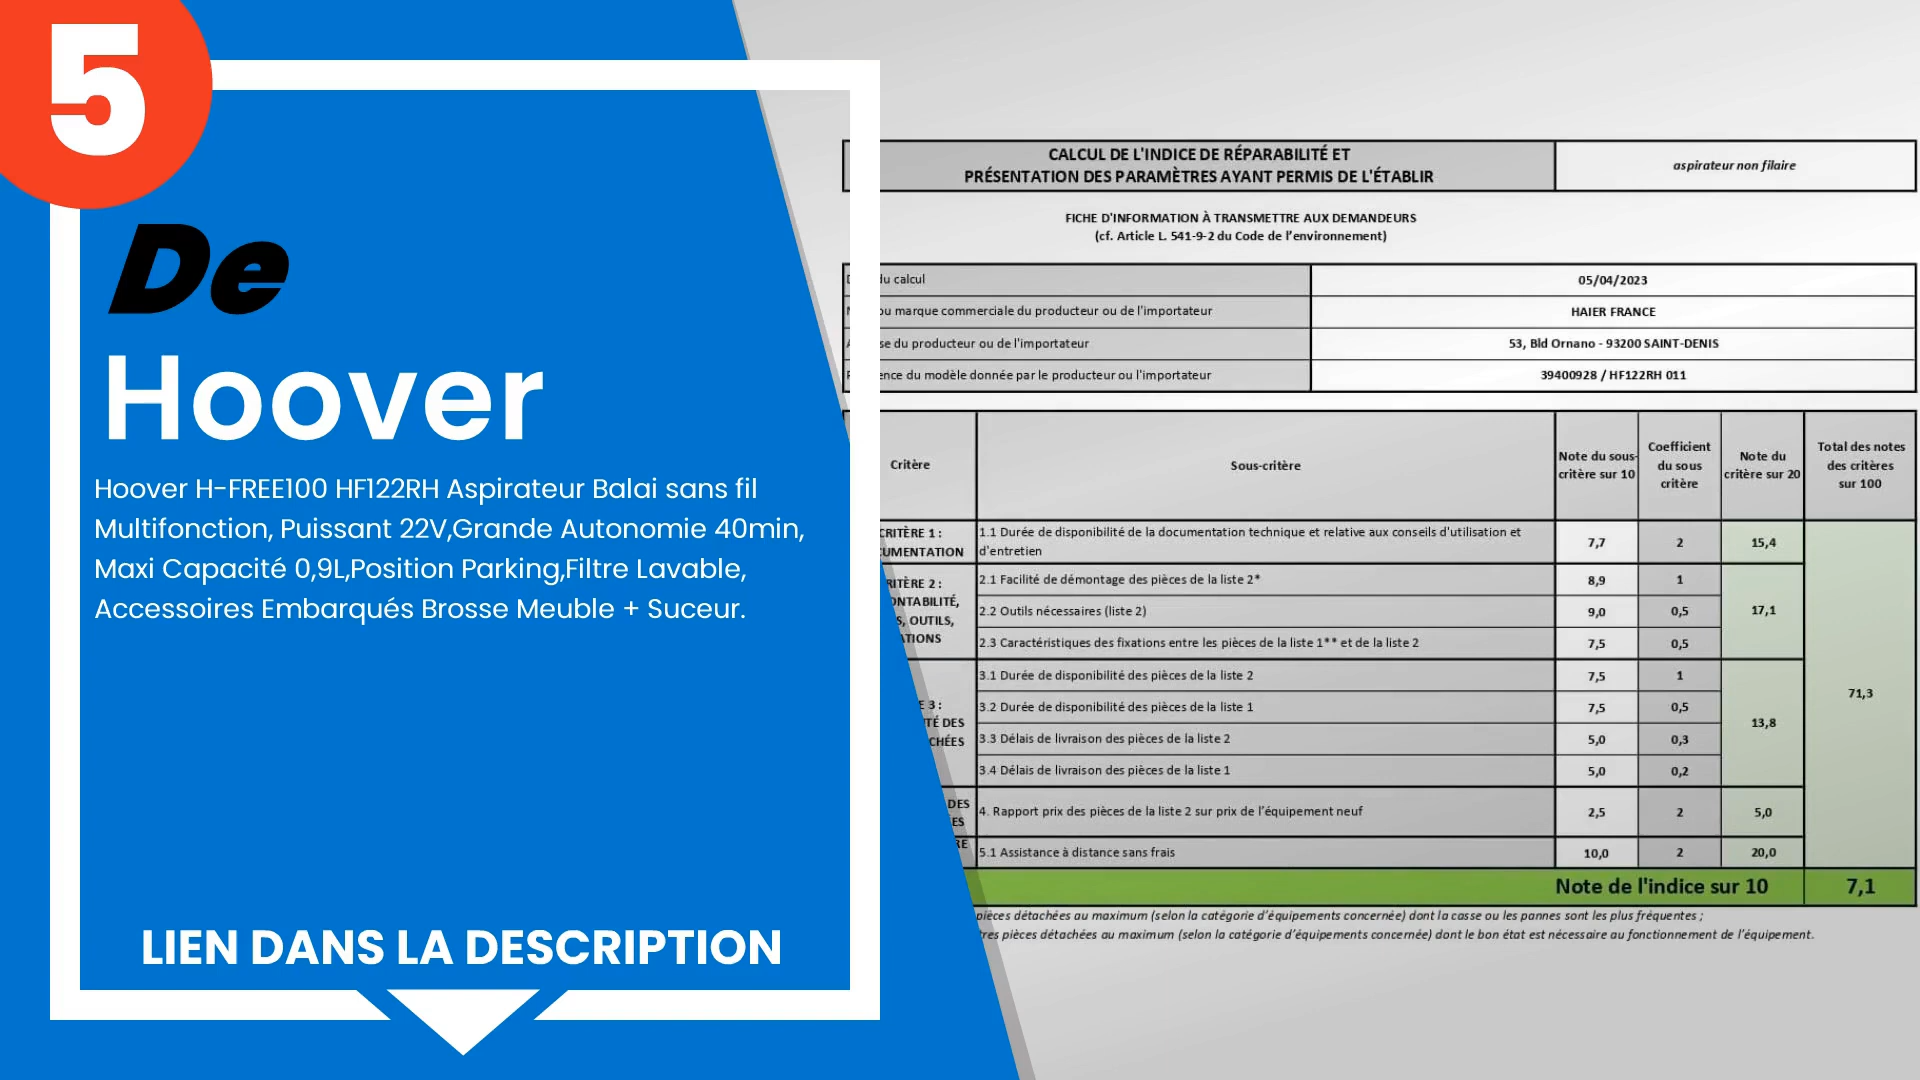 5
De
Hoover
Hoover H-FREE100 HF122RH Aspirateur Balai sans fil
Multifonction, Puissant 22V,Grande Autonomie 40min,
Maxi Capacité 0,9L,Position Parking,Filtre Lavable,
Accessoires Embarqués Brosse Meuble + Suceur.
LIEN DANS LA DESCRIPTION
CALCUL DE L'INDICE DE RÉPARABILITÉ ET
PRÉSENTATION DES PARAMÈTRES AYANT PERMIS DE L'ÉTABLIR
aspirateur non filaire
FICHE D'INFORMATION À TRANSMETTRE AUX DEMANDEURS
(cf. Article L. 541-9-2 du Code de l'environnement)
du calcul 05/04/2023
ou marque commerciale du producteur ou de l'importateur HAIER FRANCE
du producteur ou de l'importateur 53, Bld Ornano - 93200 SAINT-DENIS
du modèle donnée par le producteur ou l'importateur 39400928 / HF122RH 011
Critère
Sous-critère
Note du sous-
critère sur 10
Coefficient
du sous
critère
Note du
critère sur 20
Total des notes
des critères
sur 100
CRITÈRE 1 :
1.1 Durée de disponibilité de la documentation technique et relative aux conseils d'utilisation et
d'entretien
7,7 2 15,4
2 :
2.1 Facilité de démontage des pièces de la liste 2* 8,9 1
OUTILS,
2.2 Outils nécessaires (liste 2) 9,0 0,5 17,1
2.3 Caractéristiques des fixations entre les pièces de la liste 1** et de la liste 2 7,5 0,5
3.1 Durée de disponibilité des pièces de la liste 2 7,5 1
71,3
3 :
DES
3.2 Durée de disponibilité des pièces de la liste 1 7,5 0,5
13,8
3.3 Délais de livraison des pièces de la liste 2 5,0 0,3
3.4 Délais de livraison des pièces de la liste 1 5,0 0,2
DES
4. Rapport prix des pièces de la liste 2 sur prix de l'équipement neuf 2,5 2 5,0
5.1 Assistance à distance sans frais 10,0 2 20,0
Note de l'indice sur 10 7,1
pièces détachées au maximum (selon la catégorie d'équipements concernée) dont la casse ou les pannes sont les plus fréquentes ;
pièces détachées au maximum (selon la catégorie d'équipements concernée) dont le bon état est nécessaire au fonctionnement de l'équipement.